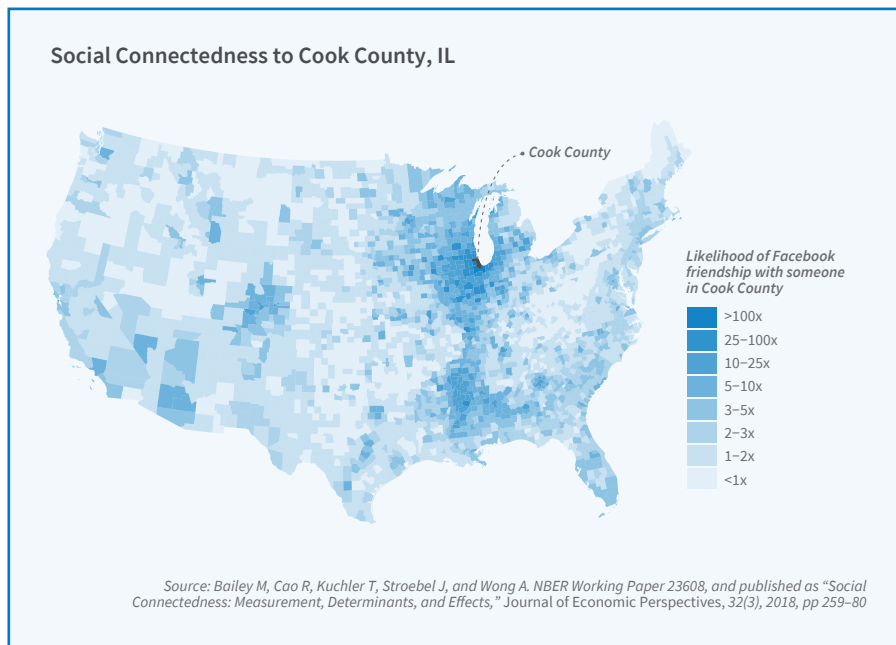 Social Connectedness to Cook County, IL
Cook County
Likelihood of Facebook
friendship with someone
in Cook County
>100x
25–100x
10–25x
5–10x
3–5x
2–3x
1–2x
<1x
Source: Bailey M, Cao R, Kuchler T, Stroebel J, and Wong A. NBER Working Paper 23608, and published as “Social
Connectedness: Measurement, Determinants, and Effects,” Journal of Economic Perspectives, 32(3), 2018, pp 259–80